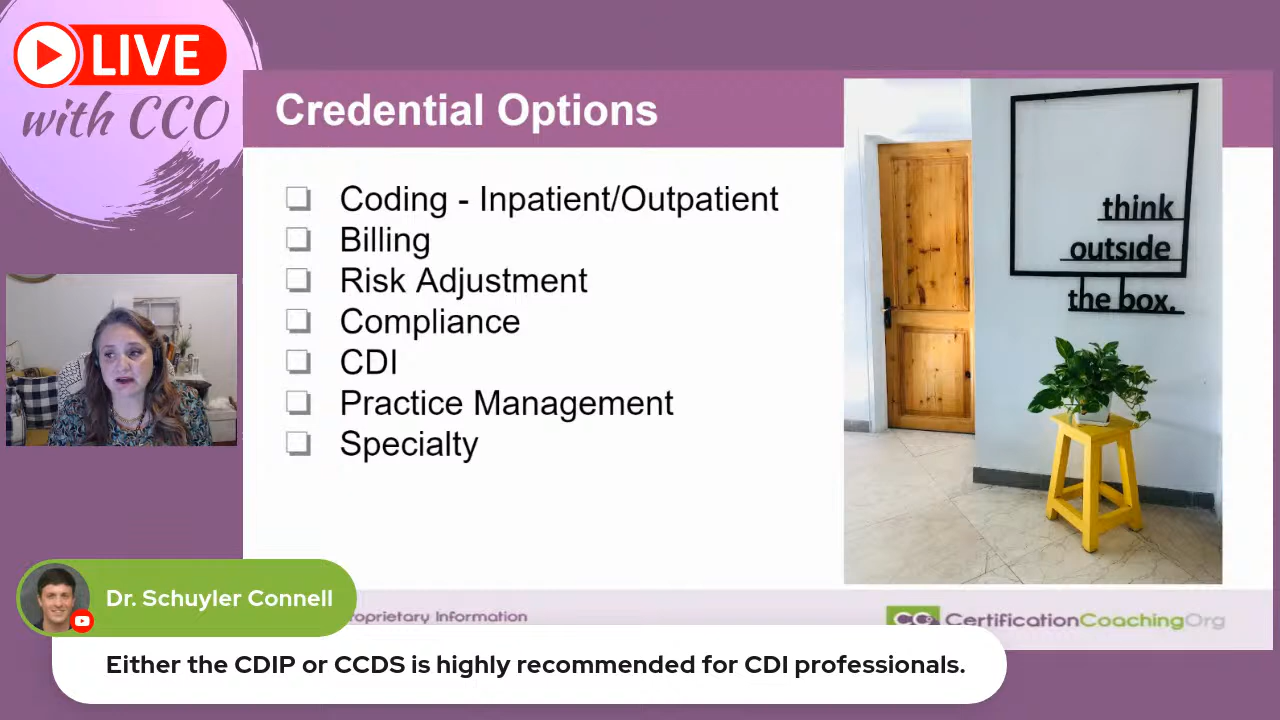 LIVE
with CCO
Credential Options
Coding - Inpatient/Outpatient
Billing
Risk Adjustment
Compliance
CDI
Practice Management
Specialty
think
outside
the box.
Dr. Schuyler Connell
roprietary Information
CertificationCoachingOrg
Either the CDIP or CCDS is highly recommended for CDI professionals.